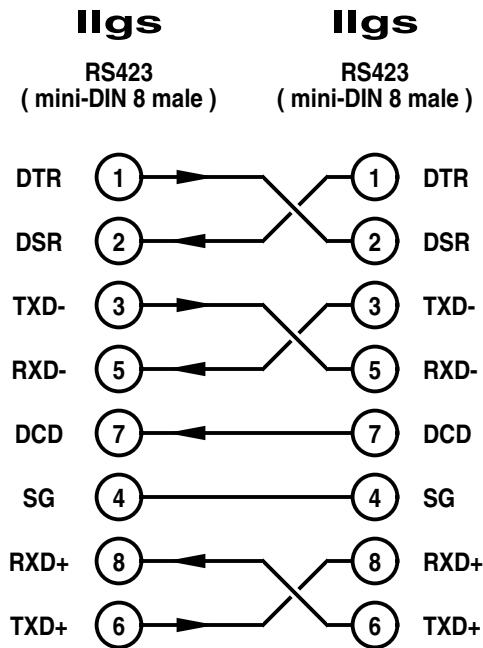 IIgs IIgs
RS423 RS423
( mini-DIN 8 male ) ( mini-DIN 8 male )
DTR 1 1 DTR
DSR 2 2 DSR
TXD- 3 3 TXD-
RXD- 5 5 RXD-
DCD 7 7 DCD
SG 4 4 SG
RXD+ 8 8 RXD+
TXD+ 6 6 TXD+